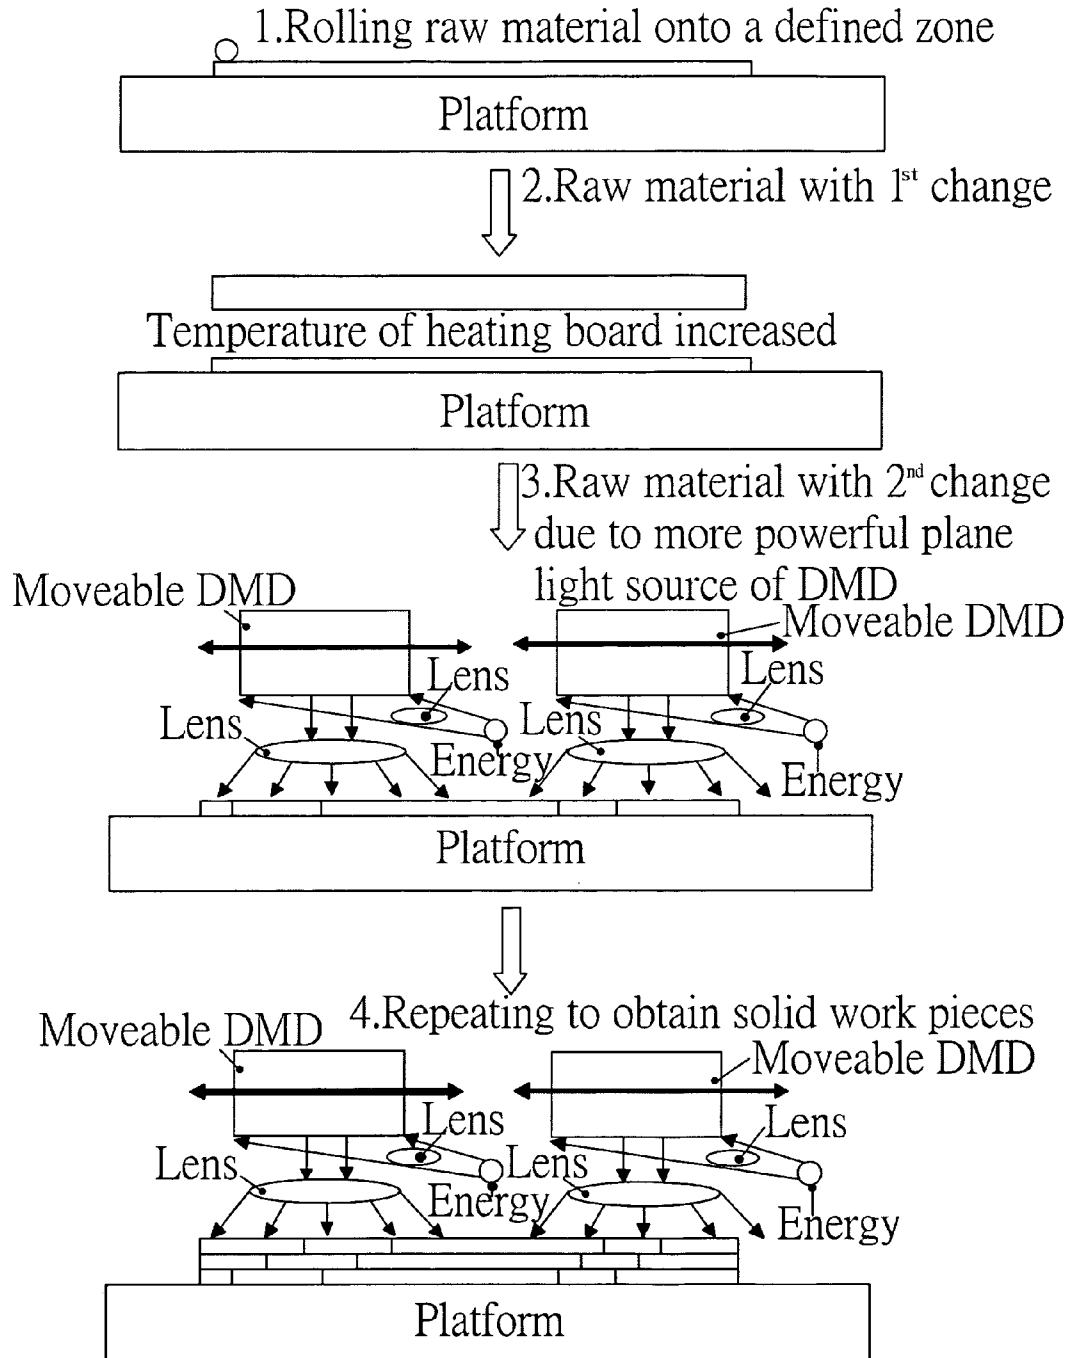 1.Rolling raw material onto a defined zone
Platform
2.Raw material with 1st change
Temperature of heating board increased
Platform
3.Raw material with 2nd change
due to more powerful plane
light source of DMD
Moveable DMD
Moveable DMD
Lens
Lens
Lens
Lens
Energy
Energy
Platform
4.Repeating to obtain solid work pieces
Moveable DMD
Moveable DMD
Lens
Lens
Lens
Lens
Energy
Energy
Platform